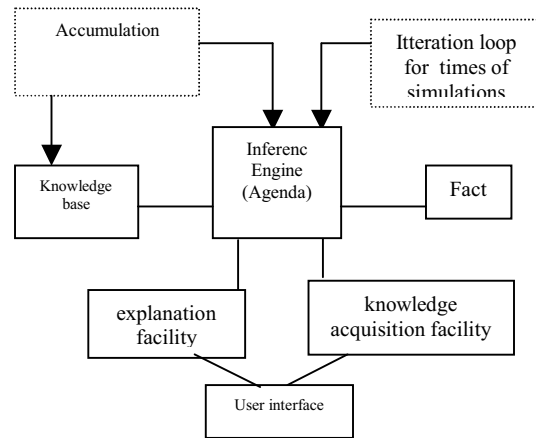 Accumulation
Itteration loop
for times of
simulations
Inferenc
Engine
(Agenda)
Knowledge
base
Fact
explanation
facility
knowledge
acquisition facility
User interface